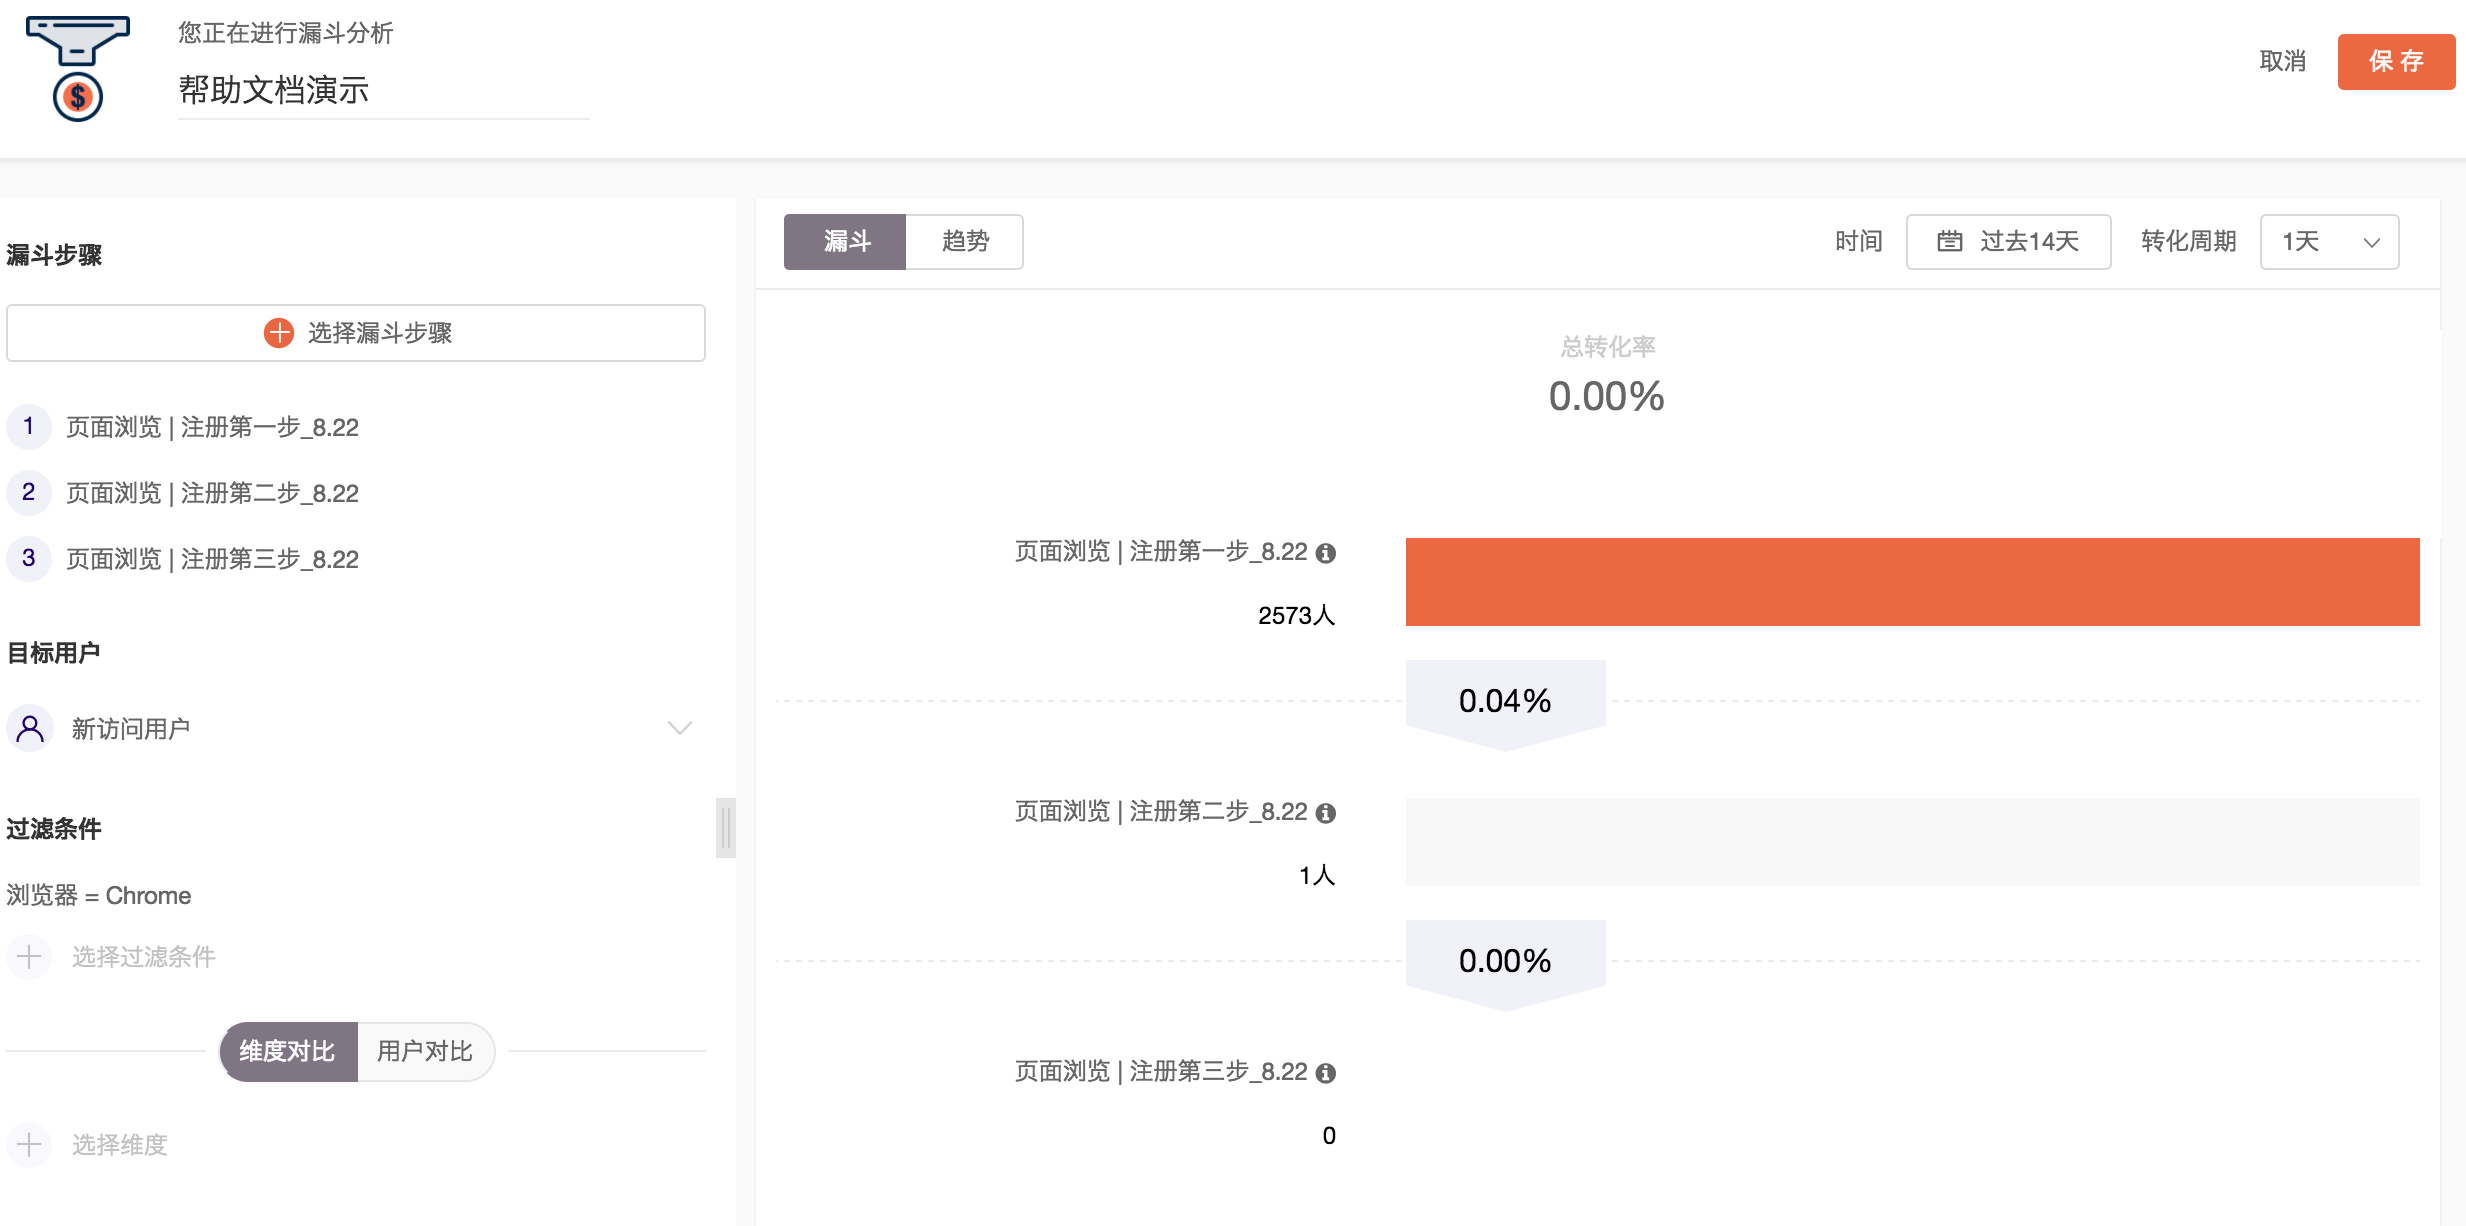 您正在进行漏斗分析
帮助文档演示
取消
保存
漏斗步骤
选择漏斗步骤
1 页面浏览 | 注册第一步_8.22
2 页面浏览 | 注册第二步_8.22
3 页面浏览 | 注册第三步_8.22
目标用户
新访问用户
过滤条件
浏览器 = Chrome
选择过滤条件
维度对比 用户对比
选择维度
漏斗 趋势
时间 过去14天 转化周期 1天
总转化率
0.00%
页面浏览 | 注册第一步_8.22
2573人
0.04%
页面浏览 | 注册第二步_8.22
1人
0.00%
页面浏览 | 注册第三步_8.22
0